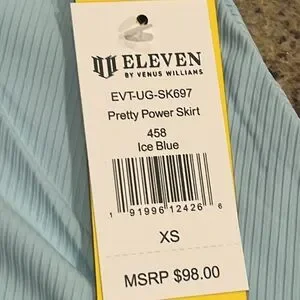 ELEVEN
BY VENUS WILLIAMS
EVT-UG-SK697
Pretty Power Skirt
458
Ice Blue
1 91996 12426 6
XS
MSRP $98.00